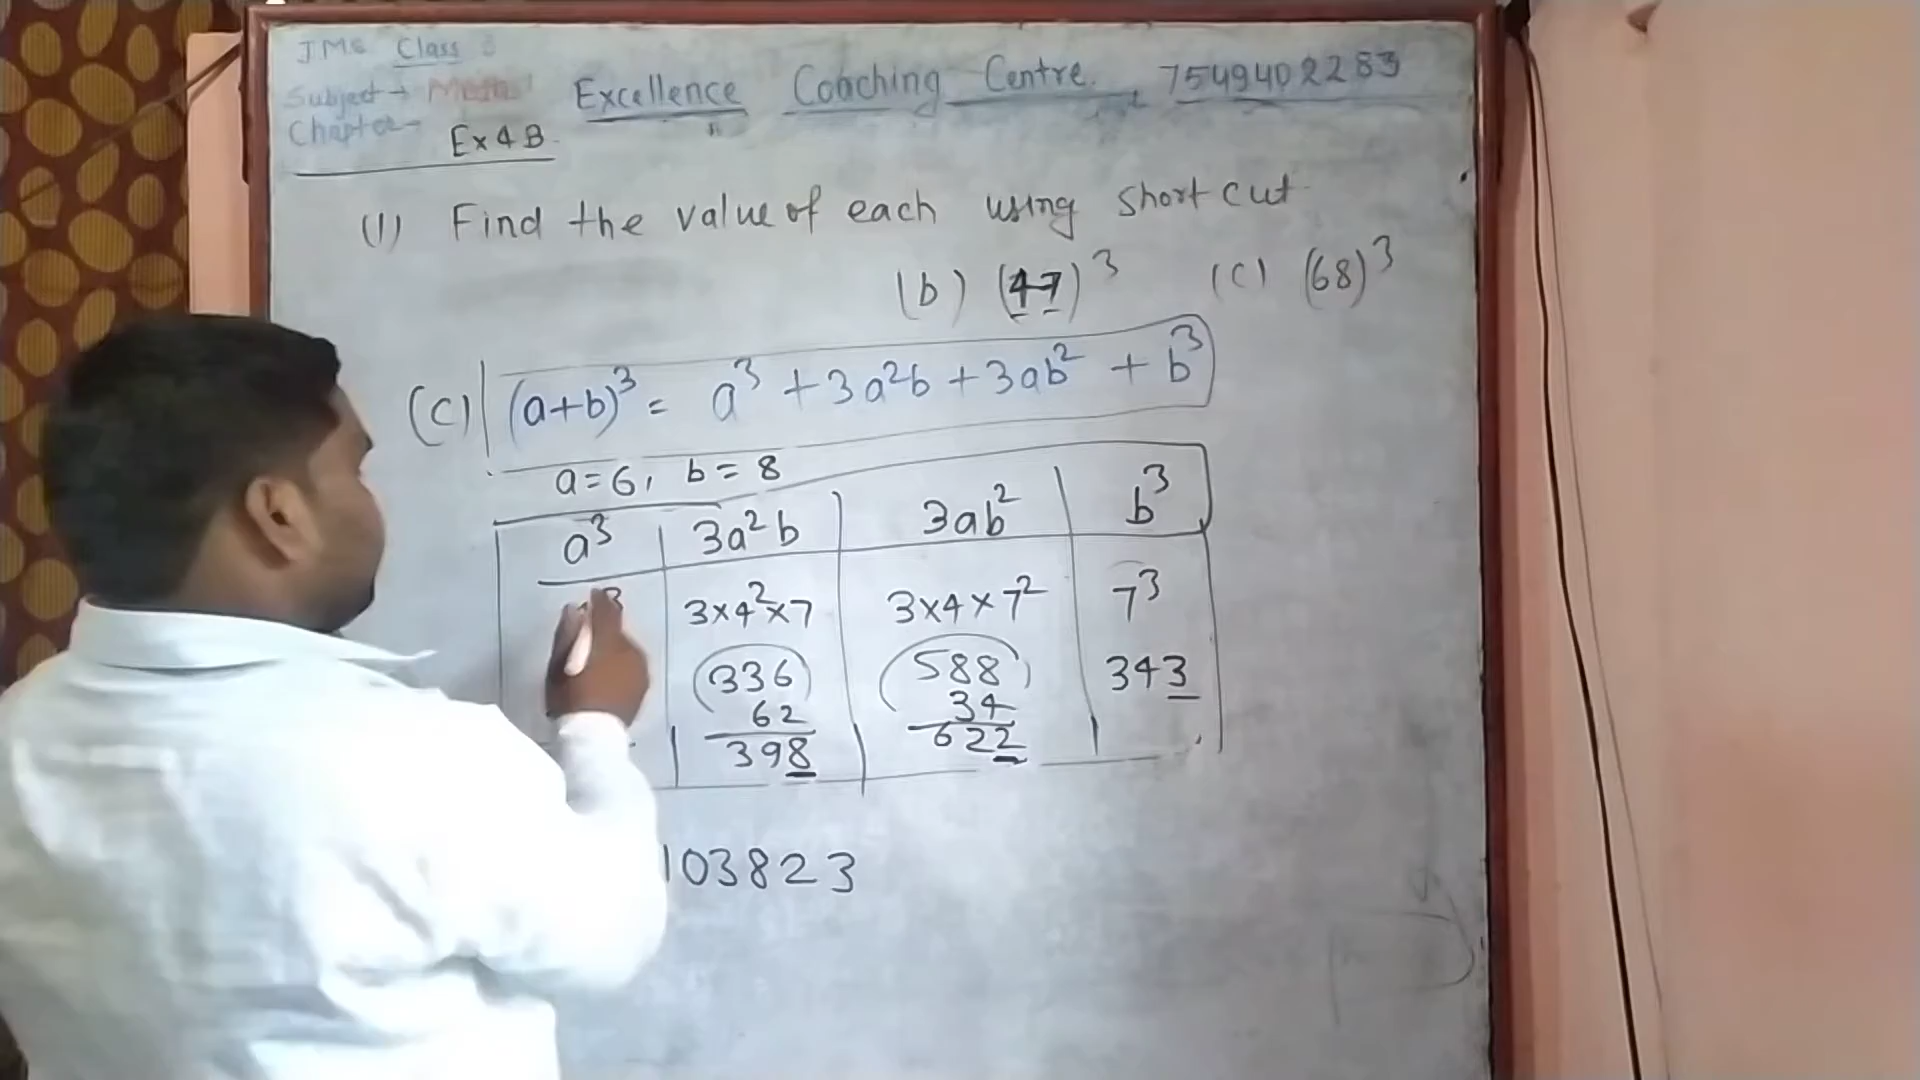 JMS Class
Subject → Math
Chapter-
Excellence Coaching Centre. 7549402283
Ex 4B
(1) Find the value of each using short cut
(b) (47)³ (C) (68)³
(C) (a+b)³ = a³ + 3a²b + 3ab² + b³
a=6, b=8
a³ 3a²b 3ab² b³
3×4²×7 3×4×7² 7³
336 588 343
62 34
398 622
103823